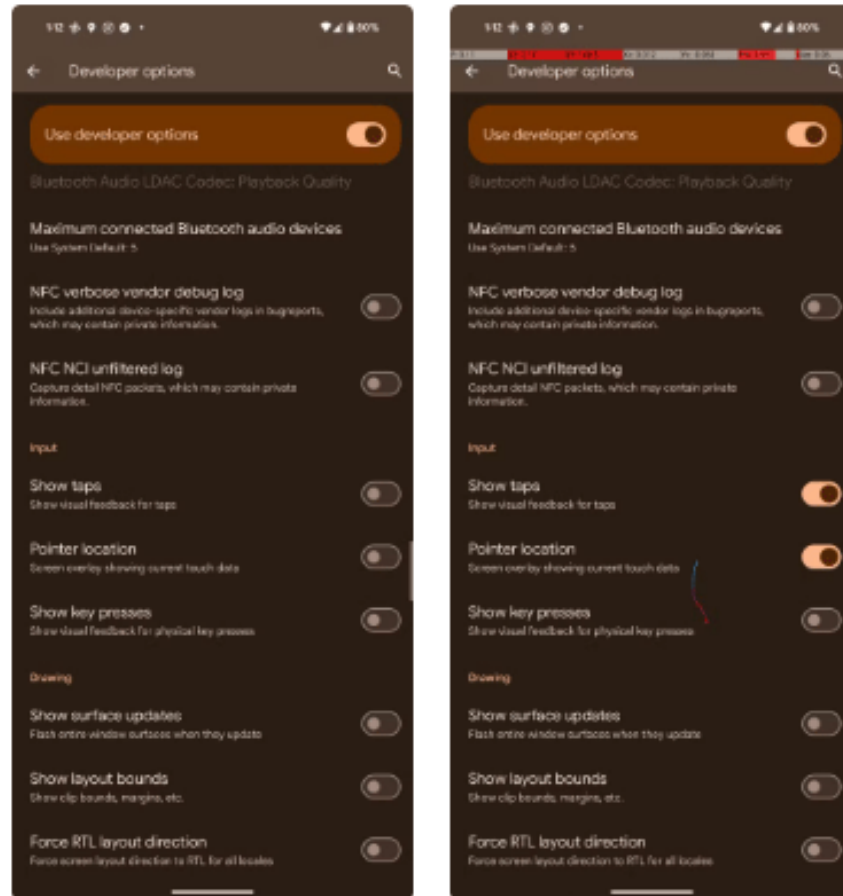 1:12
80%
Developer options
Use developer options
Bluetooth Audio LDAC Codec: Playback Quality
Maximum connected Bluetooth audio devices
Use System Default: 5
NFC verbose vendor debug log
Include additional device-specific vendor logs in bugreports,
which may contain private information.
NFC NCI unfiltered log
Capture detail NFC packets, which may contain private
information.
Input
Show taps
Show visual feedback for taps
Pointer location
Screen overlay showing current touch data
Show key presses
Show visual feedback for physical key presses
Drawing
Show surface updates
Flash entire window surfaces when they update
Show layout bounds
Show clip bounds, margins, etc.
Force RTL layout direction
Force screen layout direction to RTL for all locales
1:12
80%
Developer options
Use developer options
Bluetooth Audio LDAC Codec: Playback Quality
Maximum connected Bluetooth audio devices
Use System Default: 5
NFC verbose vendor debug log
Include additional device-specific vendor logs in bugreports,
which may contain private information.
NFC NCI unfiltered log
Capture detail NFC packets, which may contain private
information.
Input
Show taps
Show visual feedback for taps
Pointer location
Screen overlay showing current touch data
Show key presses
Show visual feedback for physical key presses
Drawing
Show surface updates
Flash entire window surfaces when they update
Show layout bounds
Show clip bounds, margins, etc.
Force RTL layout direction
Force screen layout direction to RTL for all locales